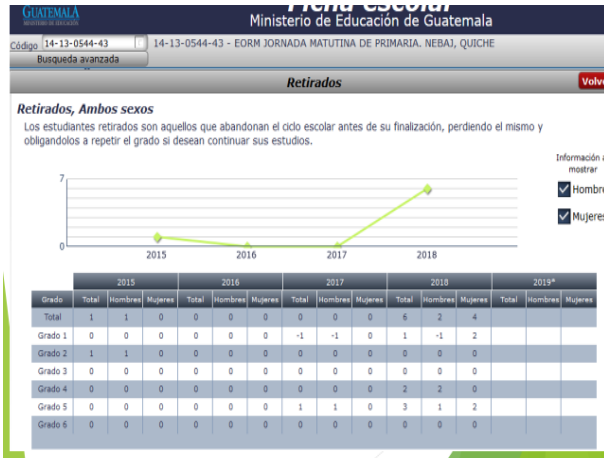 GUATEMALA
MINISTERIO DE EDUCACIÓN
Ficha Escolar
Ministerio de Educación de Guatemala
Código 14-13-0544-43 14-13-0544-43 - EORM JORNADA MATUTINA DE PRIMARIA. NEBAJ, QUICHE
Busqueda avanzada
Retirados Volve
Retirados, Ambos sexos
Los estudiantes retirados son aquellos que abandonan el ciclo escolar antes de su finalización, perdiendo el mismo y
obligandolos a repetir el grado si desean continuar sus estudios.
Información a
mostrar
Hombre
Mujeres
7
0
2015 2016 2017 2018
2015 2016 2017 2018 2019*
Grado Total Hombres Mujeres Total Hombres Mujeres Total Hombres Mujeres Total Hombres Mujeres Total Hombres Mujeres
Total 1 1 0 0 0 0 0 0 0 6 2 4
Grado 1 0 0 0 0 0 0 -1 -1 0 1 -1 2
Grado 2 1 1 0 0 0 0 0 0 0 0 0 0
Grado 3 0 0 0 0 0 0 0 0 0 0 0 0
Grado 4 0 0 0 0 0 0 0 0 0 2 2 0
Grado 5 0 0 0 0 0 0 1 1 0 3 1 2
Grado 6 0 0 0 0 0 0 0 0 0 0 0 0